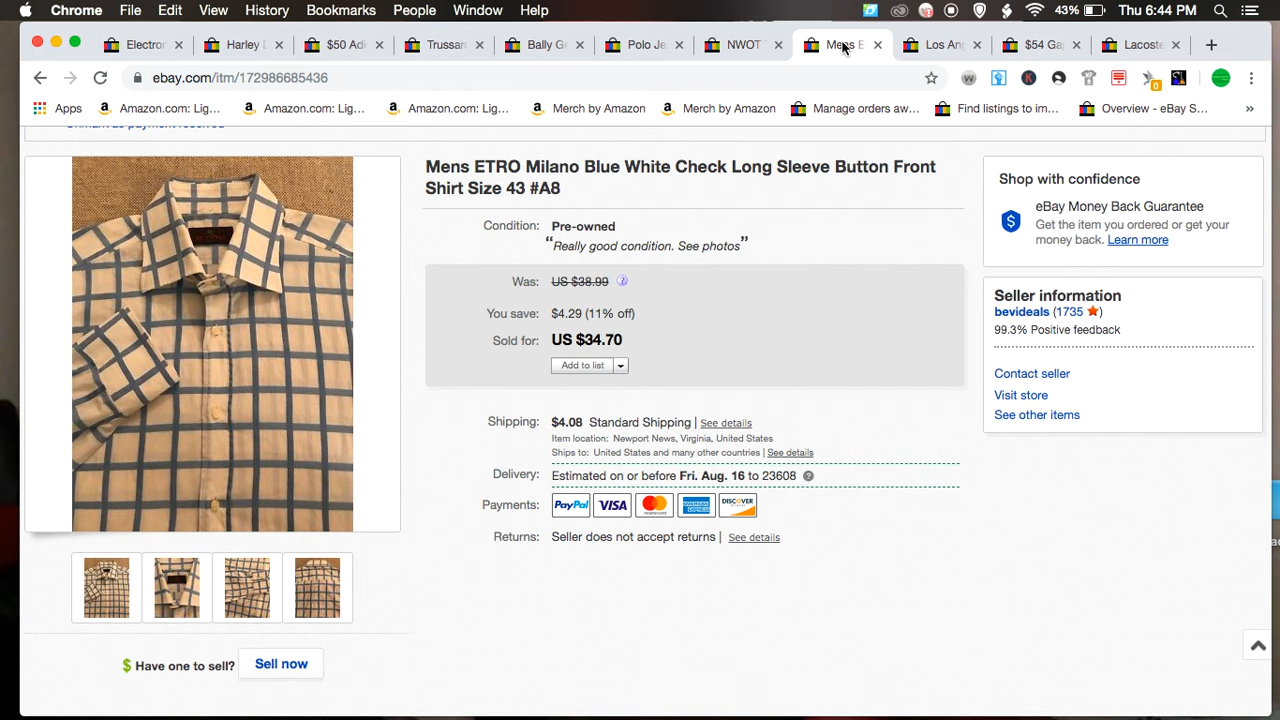 Chrome File Edit View History Bookmarks People Window Help 43% Thu 6:44 PM
Electro Harley D $50 Adi Trussar Bally Ge Polo Je NWOT Mens E Los Ang $54 Ga Lacoste
ebay.com/itm/172986685436
Apps Amazon.com: Lig... Amazon.com: Lig... Amazon.com: Lig... Merch by Amazon Merch by Amazon Manage orders aw... Find listings to im... Overview - eBay S... »
Mens ETRO Milano Blue White Check Long Sleeve Button Front
Shirt Size 43 #A8
Condition: Pre-owned
"Really good condition. See photos"
Was: US $38.99
You save: $4.29 (11% off)
Sold for: US $34.70
Add to list
Shipping: $4.08 Standard Shipping | See details
Item location: Newport News, Virginia, United States
Ships to: United States and many other countries | See details
Delivery: Estimated on or before Fri. Aug. 16 to 23608
Payments: PayPal VISA MasterCard AMERICAN EXPRESS DISCOVER
Returns: Seller does not accept returns | See details
Shop with confidence
eBay Money Back Guarantee
Get the item you ordered or get your
money back. Learn more
Seller information
bevideals (1735)
99.3% Positive feedback
Contact seller
Visit store
See other items
Have one to sell? Sell now